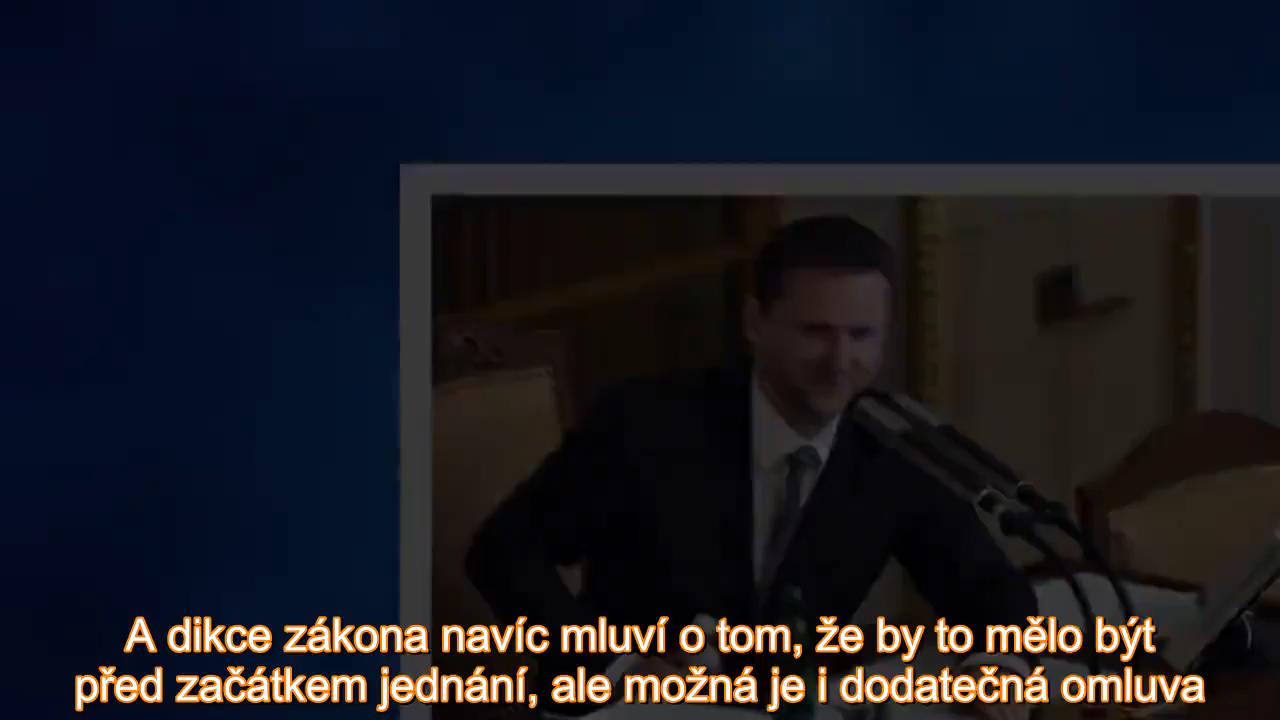 A dikce zákona navíc mluví o tom, že by to mělo být
před začátkem jednání, ale možná je i dodatečná omluva